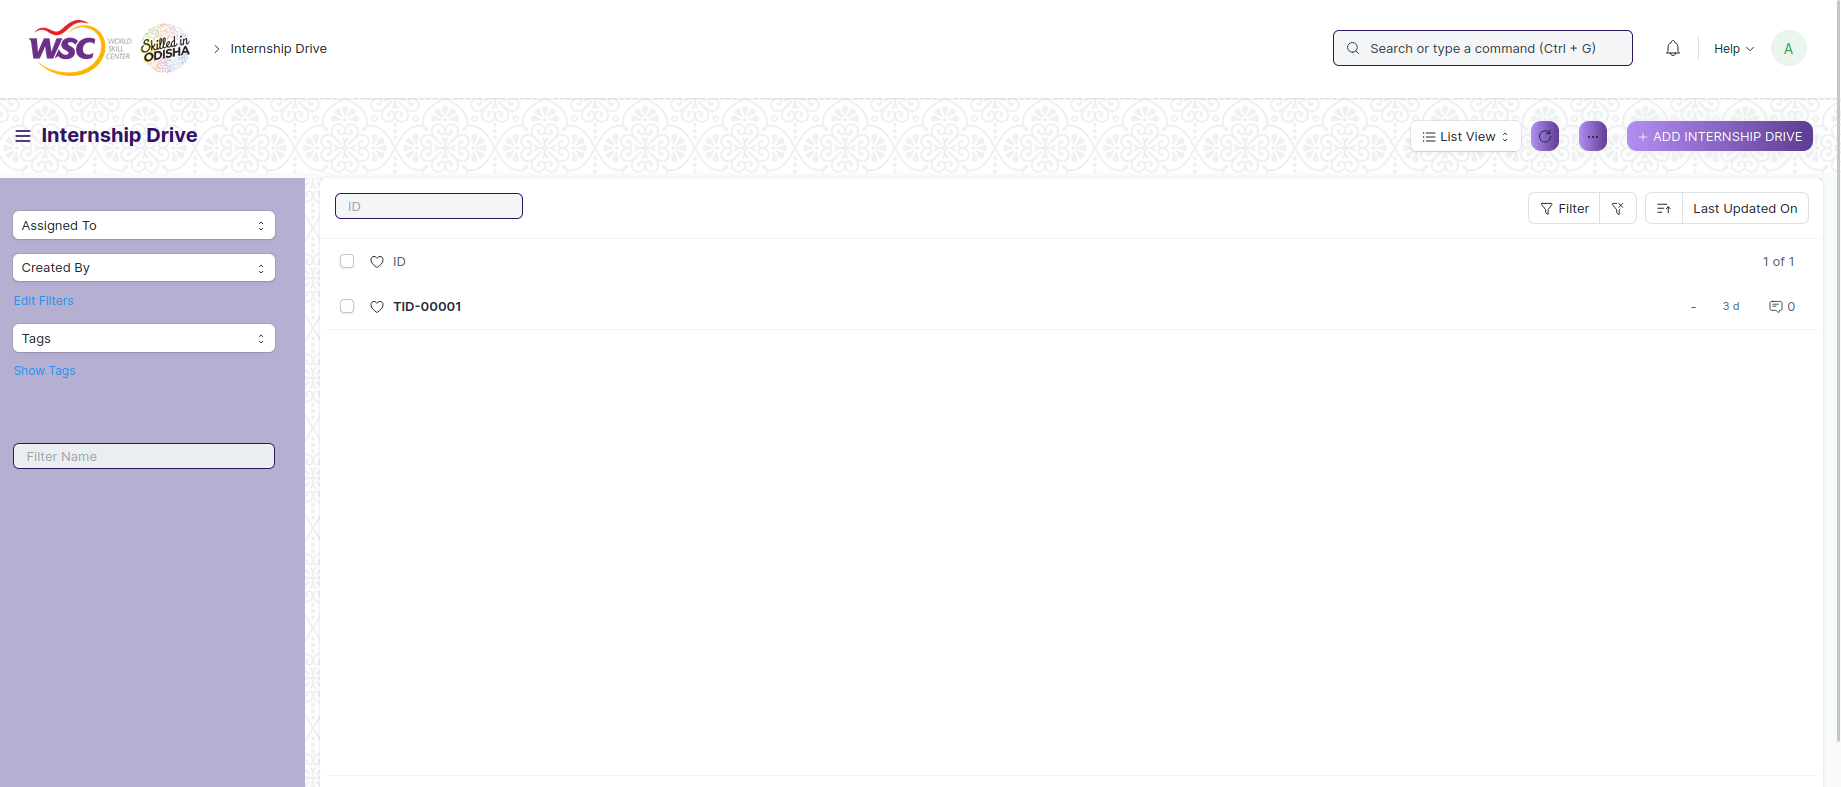 WSC WORLD SKILL CENTER
Skilled in ODISHA
Internship Drive
Search or type a command (Ctrl + G)
Help
A
Internship Drive
List View
+ ADD INTERNSHIP DRIVE
Assigned To
Created By
Edit Filters
Tags
Show Tags
Filter Name
ID
Filter
Last Updated On
ID
1 of 1
TID-00001
-
3 d
0